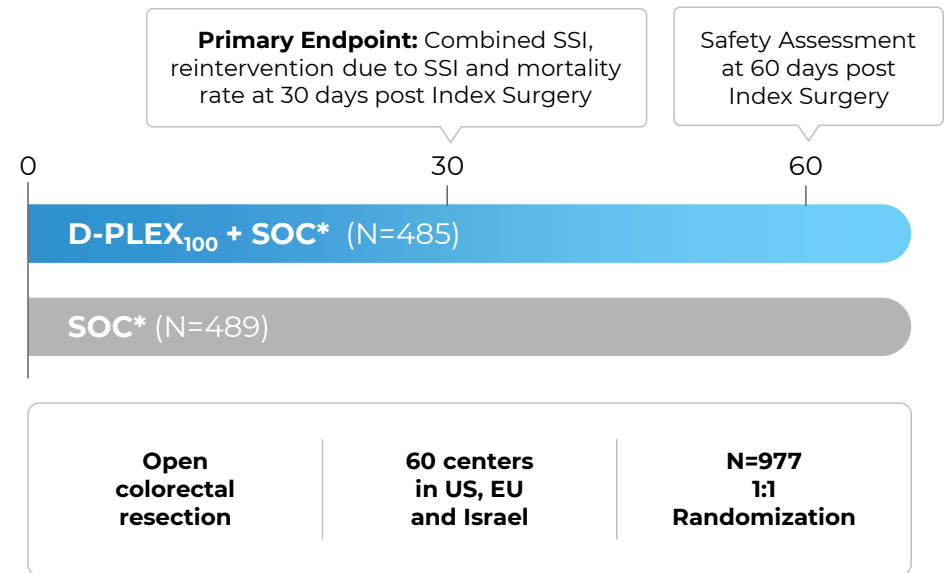 Primary Endpoint: Combined SSI,
reintervention due to SSI and mortality
rate at 30 days post Index Surgery
Safety Assessment
at 60 days post
Index Surgery
0
30
60
D-PLEX100 + SOC* (N=485)
SOC* (N=489)
Open
colorectal
resection
60 centers
in US, EU
and Israel
N=977
1:1
Randomization